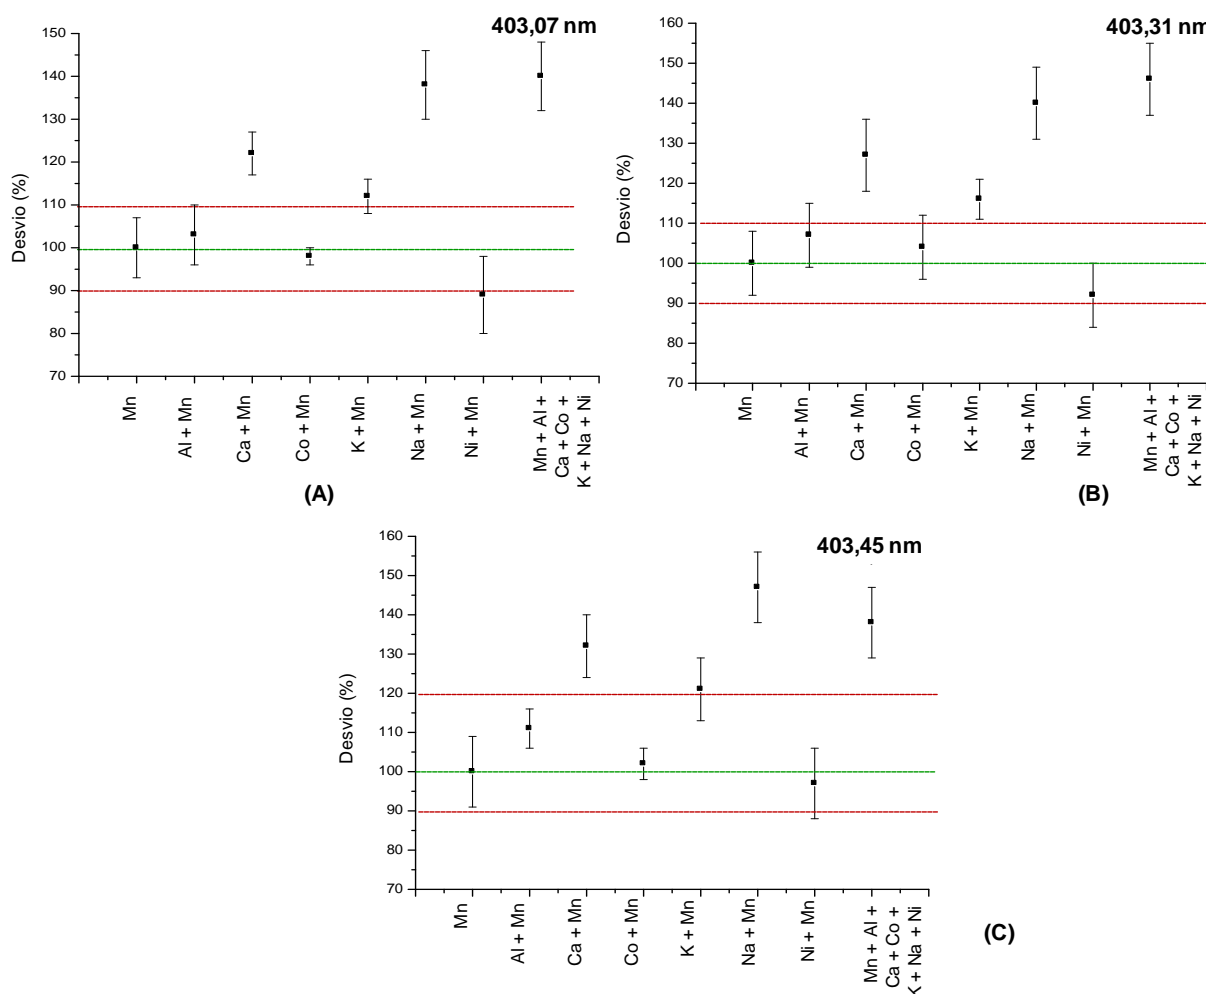 403,07 nm
Desvio (%)
150
140
130
120
110
100
90
80
70
Mn
Al + Mn
Ca + Mn
Co + Mn
K + Mn
Na + Mn
Ni + Mn
Mn + Al +
Ca + Co +
K + Na + Ni
(A)
403,31 nm
Desvio (%)
160
150
140
130
120
110
100
90
80
70
Mn
Al + Mn
Ca + Mn
Co + Mn
K + Mn
Na + Mn
Ni + Mn
Mn + Al +
Ca + Co +
K + Na + Ni
(B)
403,45 nm
Desvio (%)
160
150
140
130
120
110
100
90
80
70
Mn
Al + Mn
Ca + Mn
Co + Mn
K + Mn
Na + Mn
Ni + Mn
Mn + Al +
Ca + Co +
K + Na + Ni
(C)